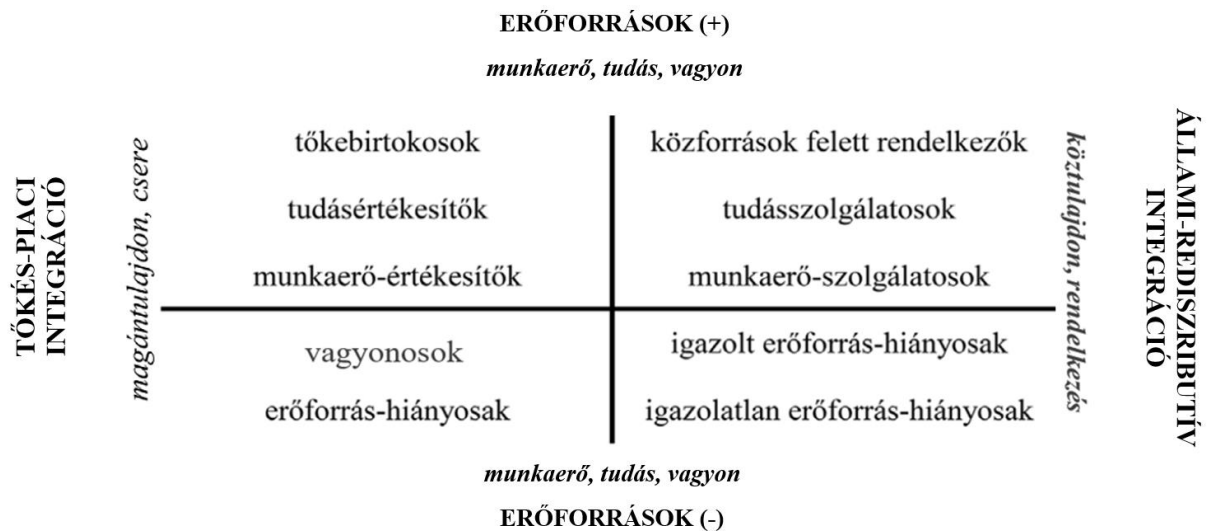 ERŐFORRÁSOK (+)
munkaerő, tudás, vagyon
TŐKÉS-PIACI
INTEGRÁCIÓ
magántulajdon, csere
tőkebirtokosok
tudásértékesítők
munkaerő-értékesítők
vagyonosok
erőforrás-hiányosak
közforrások felett rendelkezők
tudásszolgálatosok
munkaerő-szolgálatosok
igazolt erőforrás-hiányosak
igazolatlan erőforrás-hiányosak
köztulajdon, rendelkezés
ÁLLAMI-REDISZRIBUTÍV
INTEGRÁCIÓ
munkaerő, tudás, vagyon
ERŐFORRÁSOK (-)